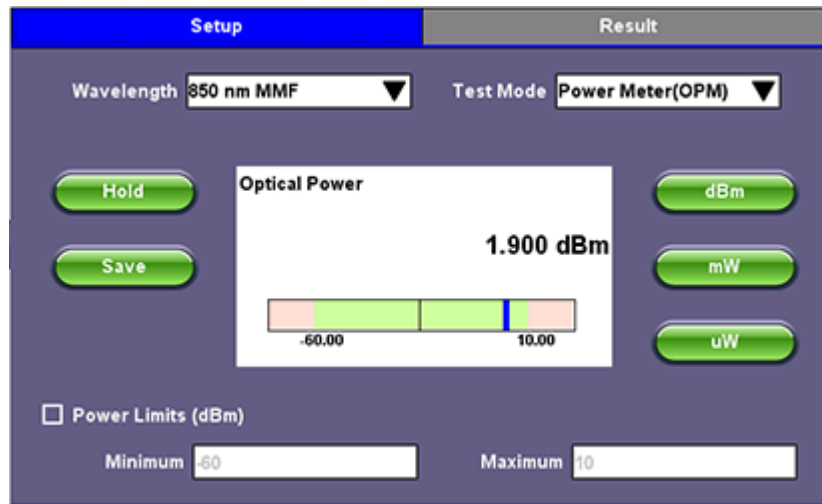 Setup Result
Wavelength 850 nm MMF Test Mode Power Meter(OPM)
Hold
Save
Optical Power
1.900 dBm
-60.00 10.00
dBm
mW
uW
Power Limits (dBm)
Minimum -60 Maximum 10